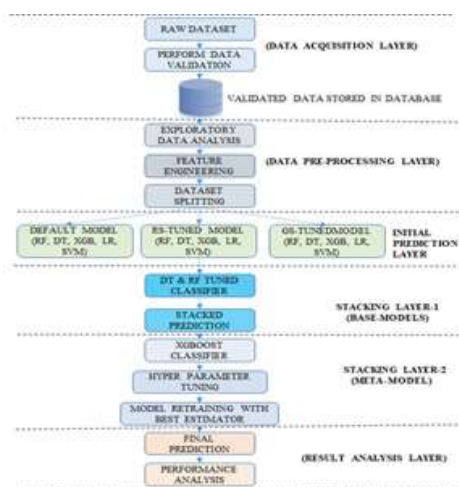 RAW DATASET
PERFORM DATA
VALIDATION
(DATA ACQUISITION LAYER)
VALIDATED DATA STORED IN DATABASE
EXPLORATORY
DATA ANALYSIS
FEATURE
ENGINEERING
DATASET
SPLITTING
(DATA PRE-PROCESSING LAYER)
DEFAULT MODEL
(RF, DT, XGB, LR,
SVM)
RS-TUNED MODEL
(RF, DT, XGB, LR,
SVM)
GS-TUNEDMODEL
(RF, DT, XGB, LR,
SVM)
INITIAL
PREDICTION
LAYER
DT & RF TUNED
CLASSIFIER
STACKED
PREDICTION
STACKING LAYER-1
(BASE-MODELS)
XGBOOST
CLASSIFIER
HYPER PARAMETER
TUNING
MODEL RETRAINING WITH
BEST ESTIMATOR
STACKING LAYER-2
(META-MODEL)
FINAL
PREDICTION
PERFORMANCE
ANALYSIS
(RESULT ANALYSIS LAYER)